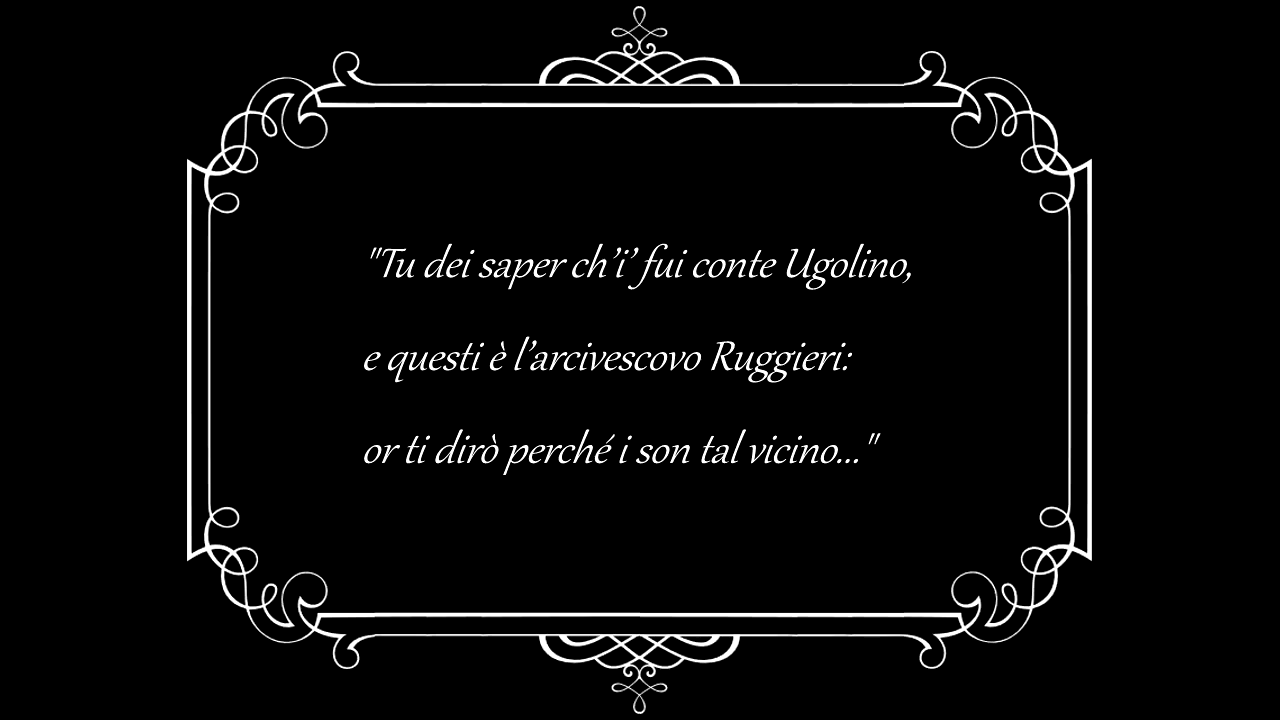 "Tu dei saper ch’i’ fui conte Ugolino,
e questi è l’arcivescovo Ruggieri:
or ti dirò perché i son tal vicino..."